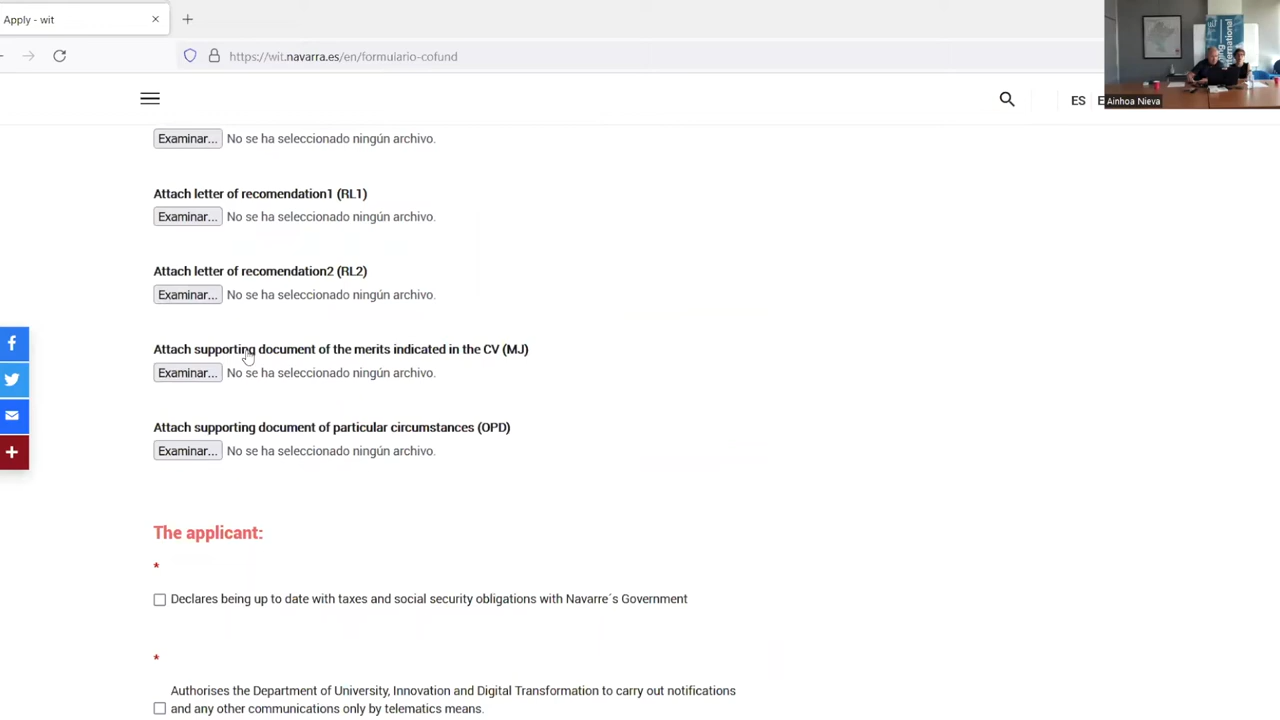 Apply - wit
https://wit.navarra.es/en/formulario-cofund
ES
Ainhoa Nieva
Examinar... No se ha seleccionado ningún archivo.
Attach letter of recomendation1 (RL1)
Examinar... No se ha seleccionado ningún archivo.
Attach letter of recomendation2 (RL2)
Examinar... No se ha seleccionado ningún archivo.
Attach supporting document of the merits indicated in the CV (MJ)
Examinar... No se ha seleccionado ningún archivo.
Attach supporting document of particular circumstances (OPD)
Examinar... No se ha seleccionado ningún archivo.
The applicant:
*
Declares being up to date with taxes and social security obligations with Navarre´s Government
*
Authorises the Department of University, Innovation and Digital Transformation to carry out notifications
and any other communications only by telematics means.